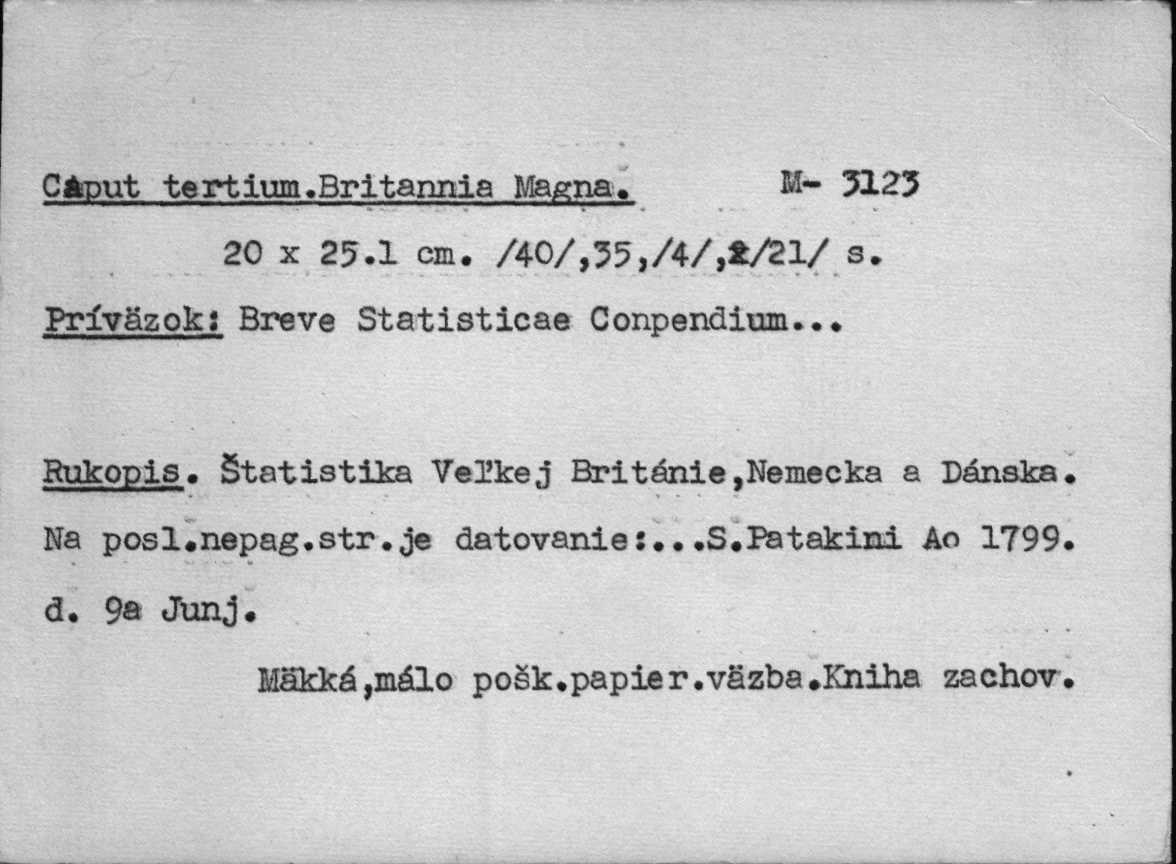 Caput tertium.Britannia Magna. M- 3123
20 x 25.1 cm. /40/,35,/4/,2/21/ s.
Príväzok: Breve Statisticae Conpendium...
Rukopis. Štatistika Veľkej Británie,Nemecka a Dánska.
Na posl.nepag.str.je datovanie:...S.Patakini Ao 1799.
d. 9a Junj.
Mäkká,málo pošk.papier.väzba.Kniha zachov.